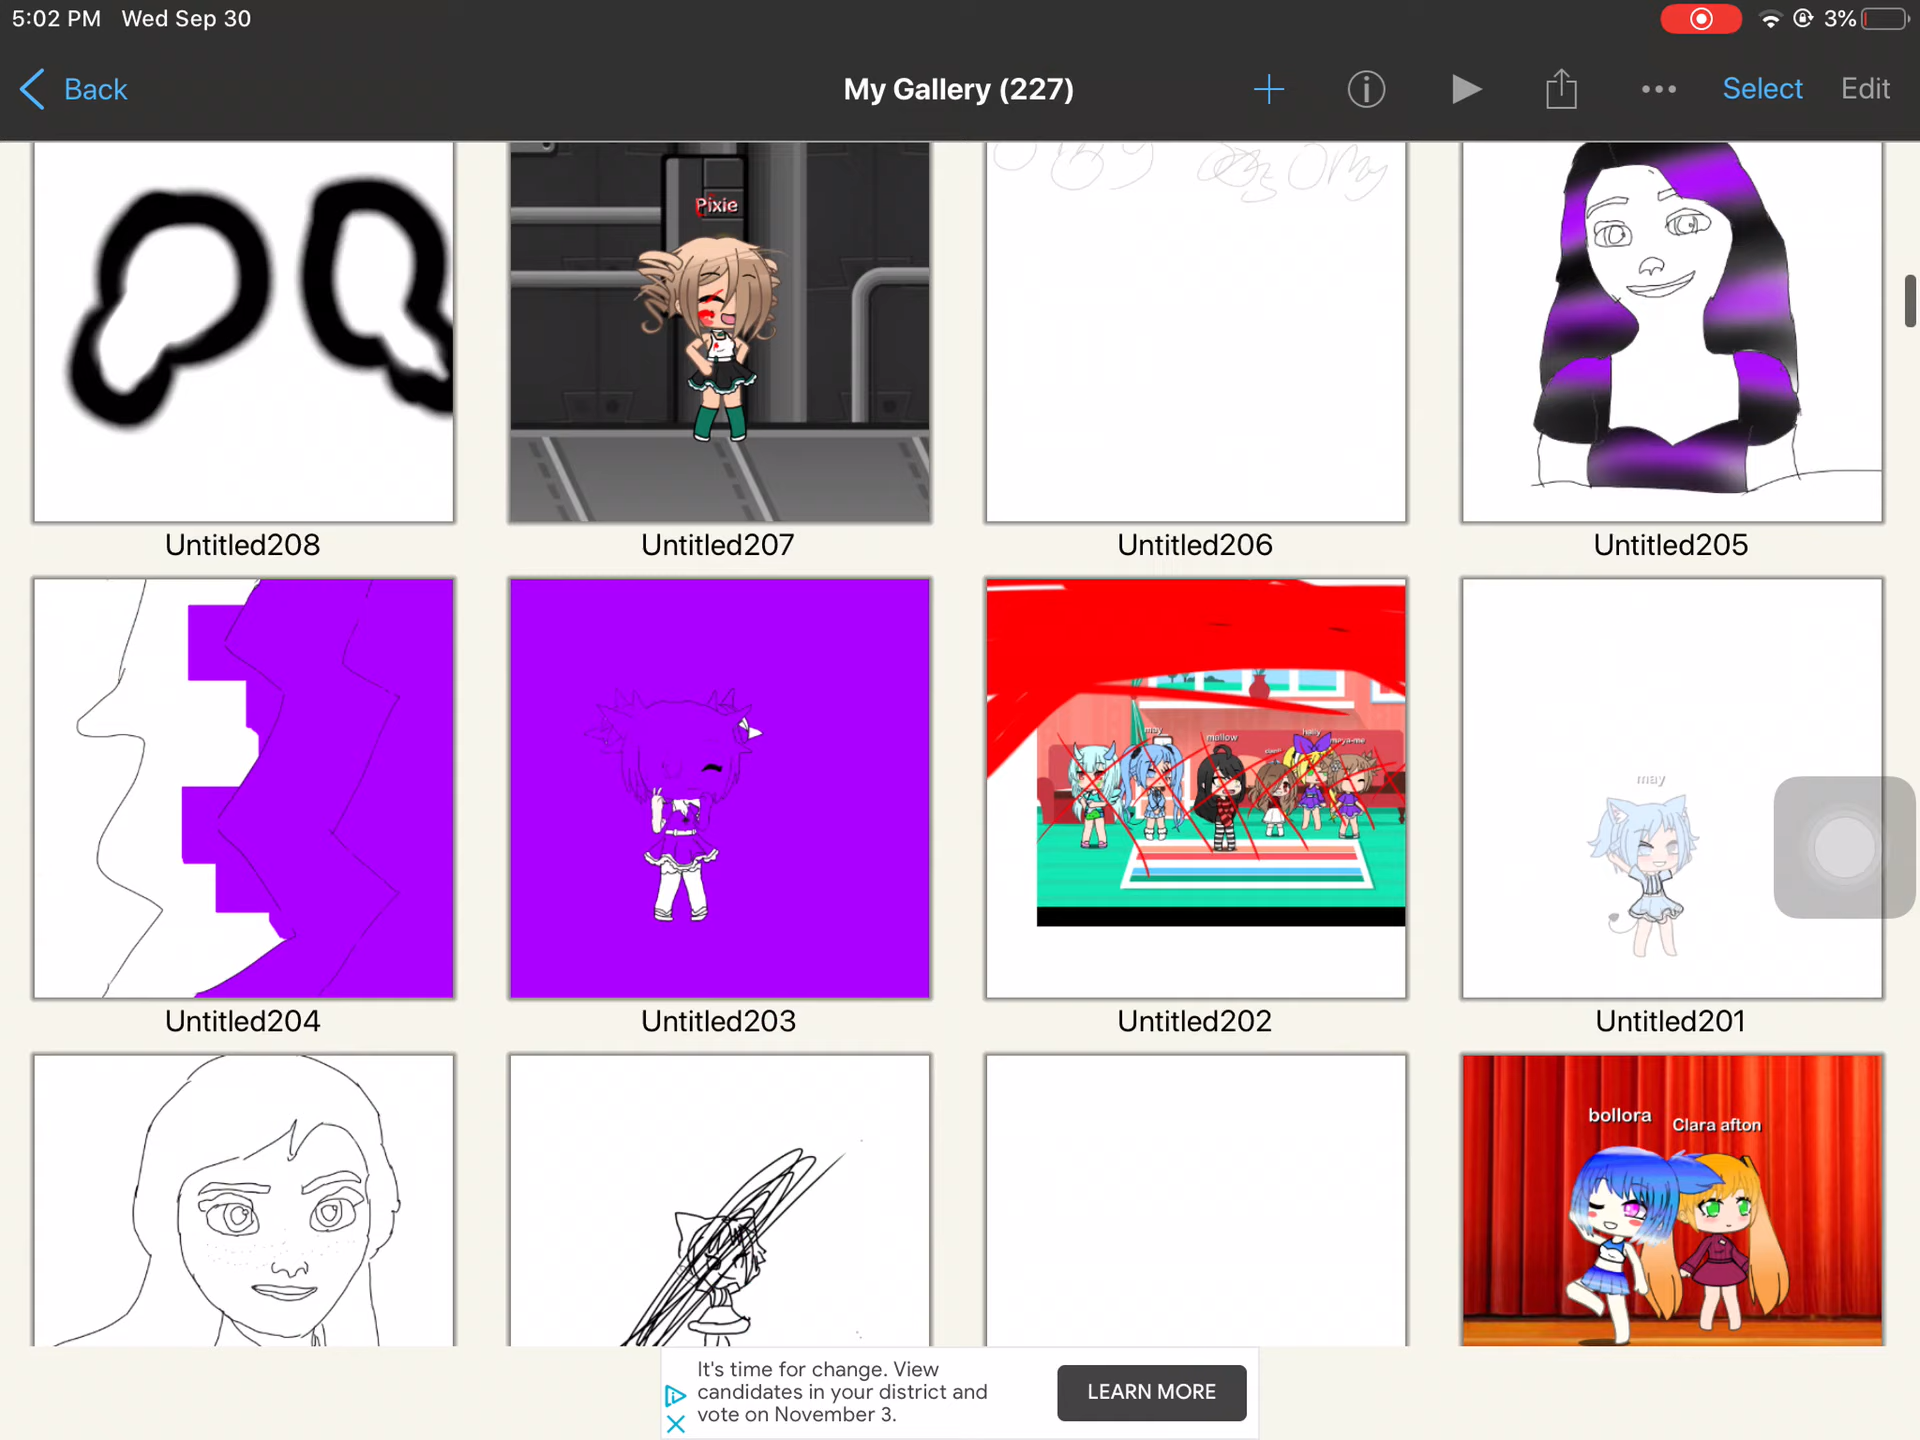 5:02 PM Wed Sep 30
3%
Back
My Gallery (227)
Select
Edit
Pixie
Untitled208
Untitled207
Untitled206
Untitled205
may
mallow
may
Untitled204
Untitled203
Untitled202
Untitled201
bollora
Clara afton
It's time for change. View
candidates in your district and
vote on November 3.
LEARN MORE